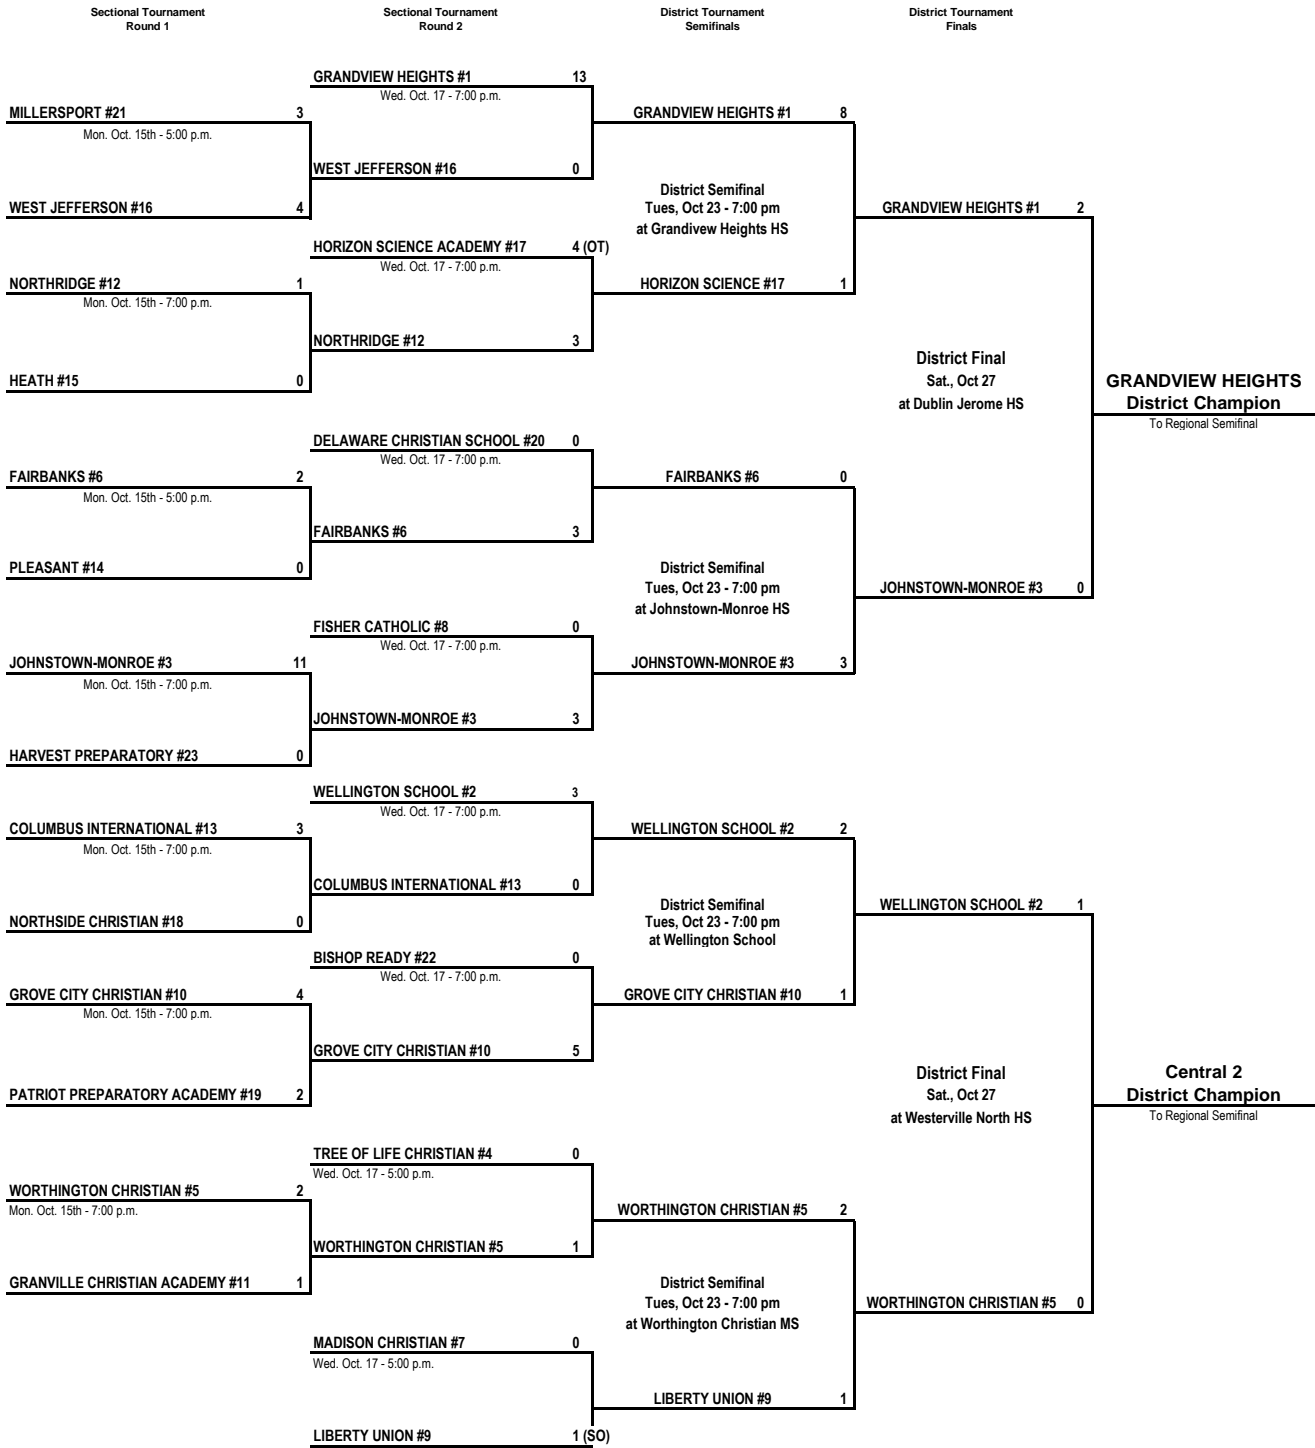 Sectional Tournament
Round 1
Sectional Tournament
Round 2
District Tournament
Semifinals
District Tournament
Finals
GRANDVIEW HEIGHTS #1 13
Wed. Oct. 17 - 7:00 p.m.
MILLERSPORT #21 3
GRANDVIEW HEIGHTS #1 8
Mon. Oct. 15th - 5:00 p.m.
WEST JEFFERSON #16 0
District Semifinal
WEST JEFFERSON #16 4
Tues, Oct 23 - 7:00 pm
GRANDVIEW HEIGHTS #1 2
at Grandivew Heights HS
HORIZON SCIENCE ACADEMY #17 4 (OT)
Wed. Oct. 17 - 7:00 p.m.
NORTHRIDGE #12 1
HORIZON SCIENCE #17 1
Mon. Oct. 15th - 7:00 p.m.
NORTHRIDGE #12 3
District Final
HEATH #15 0
Sat., Oct 27
GRANDVIEW HEIGHTS
at Dublin Jerome HS
District Champion
To Regional Semifinal
DELAWARE CHRISTIAN SCHOOL #20 0
Wed. Oct. 17 - 7:00 p.m.
FAIRBANKS #6 2
FAIRBANKS #6 0
Mon. Oct. 15th - 5:00 p.m.
FAIRBANKS #6 3
PLEASANT #14 0
District Semifinal
Tues, Oct 23 - 7:00 pm
JOHNSTOWN-MONROE #3 0
at Johnstown-Monroe HS
FISHER CATHOLIC #8 0
Wed. Oct. 17 - 7:00 p.m.
JOHNSTOWN-MONROE #3 11
JOHNSTOWN-MONROE #3 3
Mon. Oct. 15th - 7:00 p.m.
JOHNSTOWN-MONROE #3 3
HARVEST PREPARATORY #23 0
WELLINGTON SCHOOL #2 3
Wed. Oct. 17 - 7:00 p.m.
COLUMBUS INTERNATIONAL #13 3
WELLINGTON SCHOOL #2 2
Mon. Oct. 15th - 7:00 p.m.
COLUMBUS INTERNATIONAL #13 0
District Semifinal
WELLINGTON SCHOOL #2 1
NORTHSIDE CHRISTIAN #18 0
Tues, Oct 23 - 7:00 pm
at Wellington School
BISHOP READY #22 0
Wed. Oct. 17 - 7:00 p.m.
GROVE CITY CHRISTIAN #10 4
GROVE CITY CHRISTIAN #10 1
Mon. Oct. 15th - 7:00 p.m.
GROVE CITY CHRISTIAN #10 5
District Final
Central 2
PATRIOT PREPARATORY ACADEMY #19 2
Sat., Oct 27
District Champion
at Westerville North HS
To Regional Semifinal
TREE OF LIFE CHRISTIAN #4 0
Wed. Oct. 17 - 5:00 p.m.
WORTHINGTON CHRISTIAN #5 2
Mon. Oct. 15th - 7:00 p.m.
WORTHINGTON CHRISTIAN #5 2
WORTHINGTON CHRISTIAN #5 1
GRANVILLE CHRISTIAN ACADEMY #11 1
District Semifinal
Tues, Oct 23 - 7:00 pm
WORTHINGTON CHRISTIAN #5 0
at Worthington Christian MS
MADISON CHRISTIAN #7 0
Wed. Oct. 17 - 5:00 p.m.
LIBERTY UNION #9 1
LIBERTY UNION #9 1 (SO)